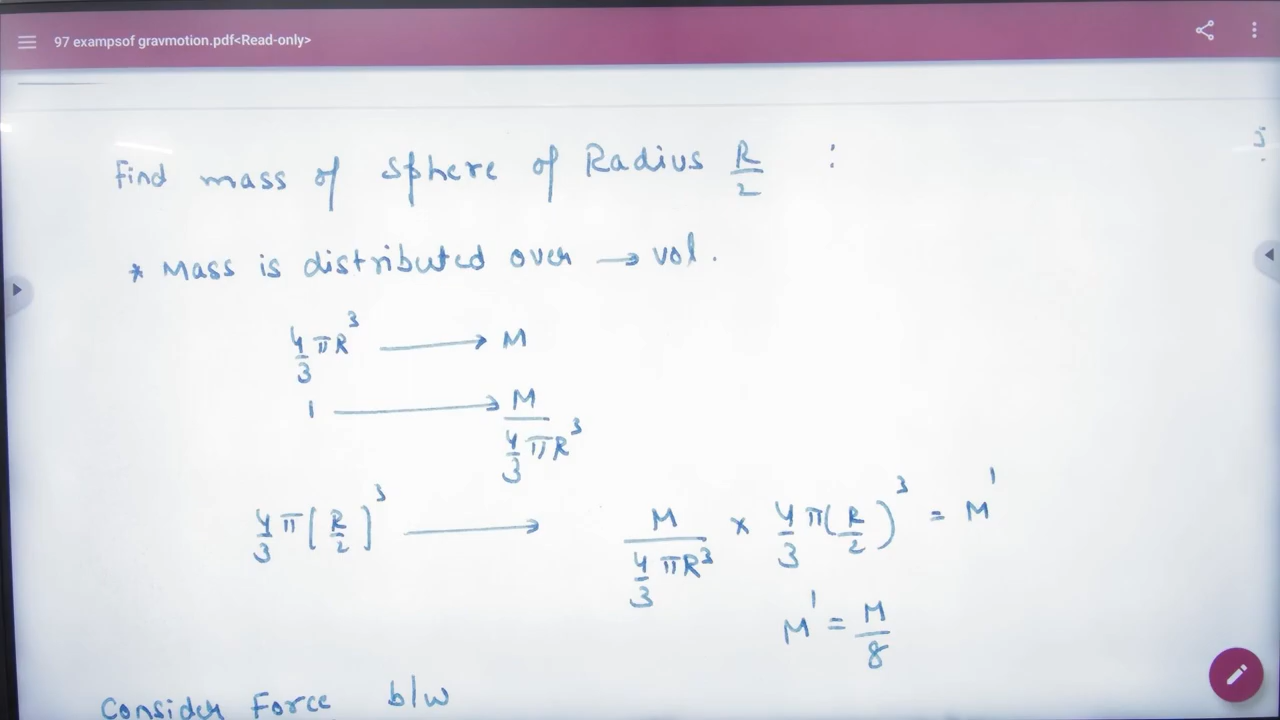 97 exampsof gravmotion.pdf<Read-only>
Find mass of sphere of Radius R/2 :
* Mass is distributed over → vol.
4/3 πR³ → M
1 → M / (4/3 πR³)
4/3 π[R/2]³ → M / (4/3 πR³) × 4/3 π(R/2)³ = M'
M' = M/8
Consider Force b/w